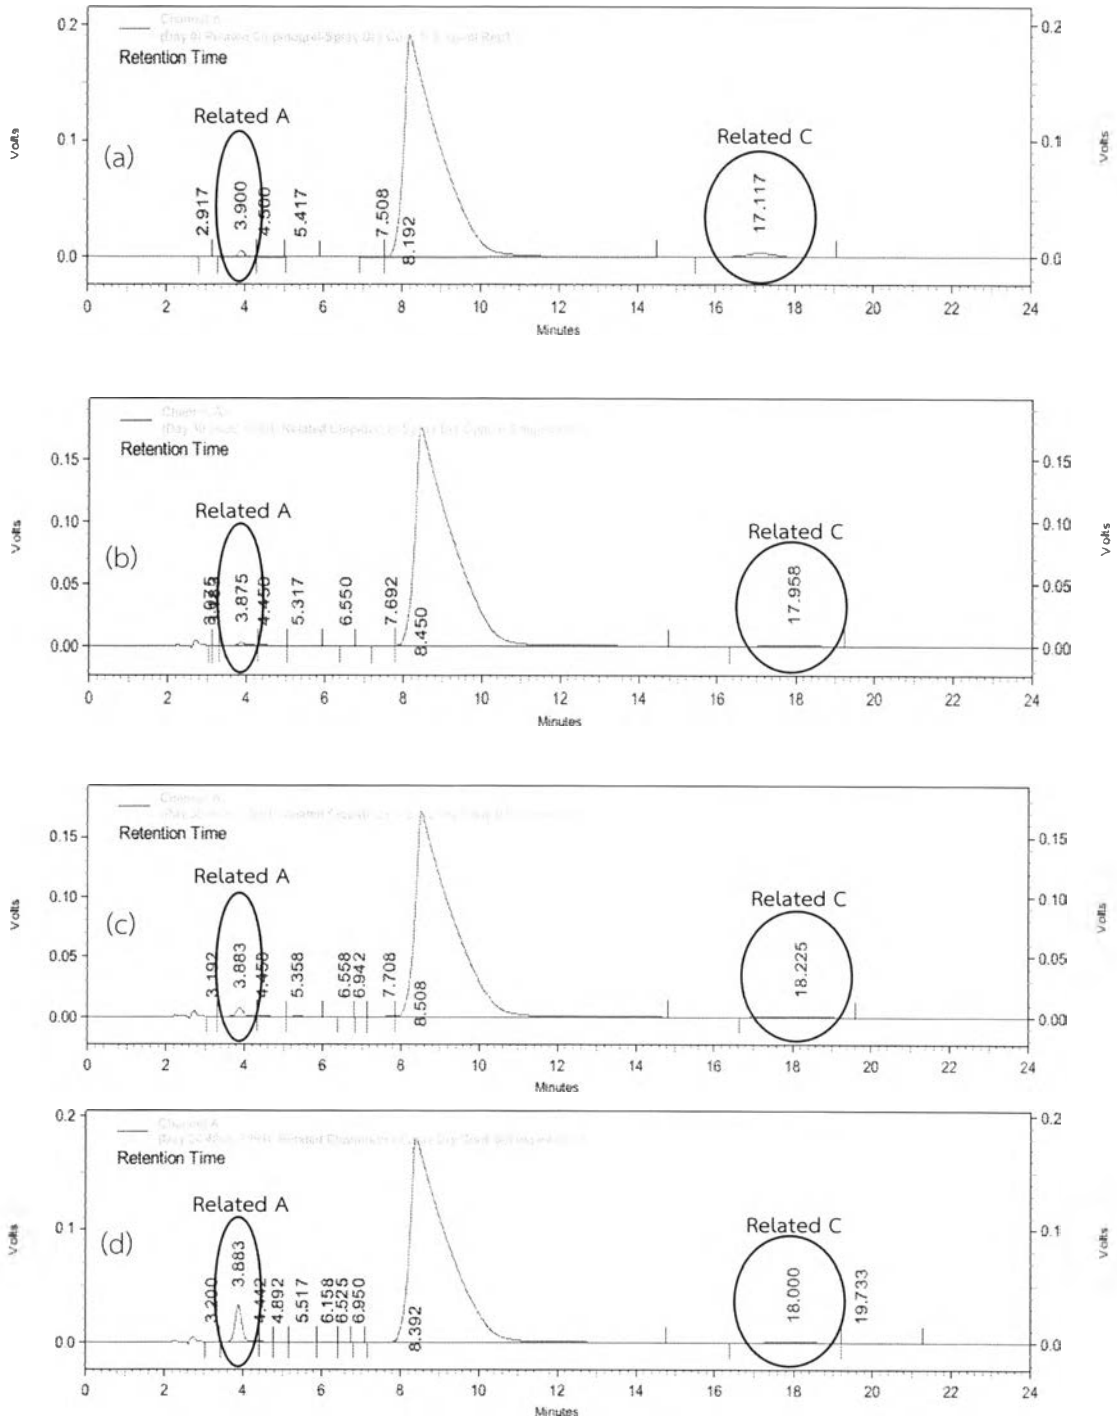 Retention Time
Related A
Related C
(a)
Volts
Volts
0.2
0.1
0.0
0.2
0.1
0.0
2.917
3.900
4.500
5.417
7.508
8.192
17.117
0 2 4 6 8 10 12 14 16 18 20 22 24
Minutes
Retention Time
Related A
Related C
(b)
Volts
Volts
0.15
0.10
0.05
0.00
0.15
0.10
0.05
0.00
3.875
4.450
5.317
6.550
7.692
8.450
17.958
0 2 4 6 8 10 12 14 16 18 20 22 24
Minutes
Retention Time
Related A
Related C
(c)
Volts
Volts
0.15
0.10
0.05
0.00
0.15
0.10
0.05
0.00
3.192
3.883
4.458
5.358
6.558
6.942
7.708
8.508
18.225
0 2 4 6 8 10 12 14 16 18 20 22 24
Minutes
Retention Time
Related A
Related C
(d)
Volts
Volts
0.2
0.1
0.0
0.2
0.1
0.0
3.200
3.883
4.442
4.892
5.517
6.158
6.525
6.950
8.392
18.000
19.733
0 2 4 6 8 10 12 14 16 18 20 22 24
Minutes